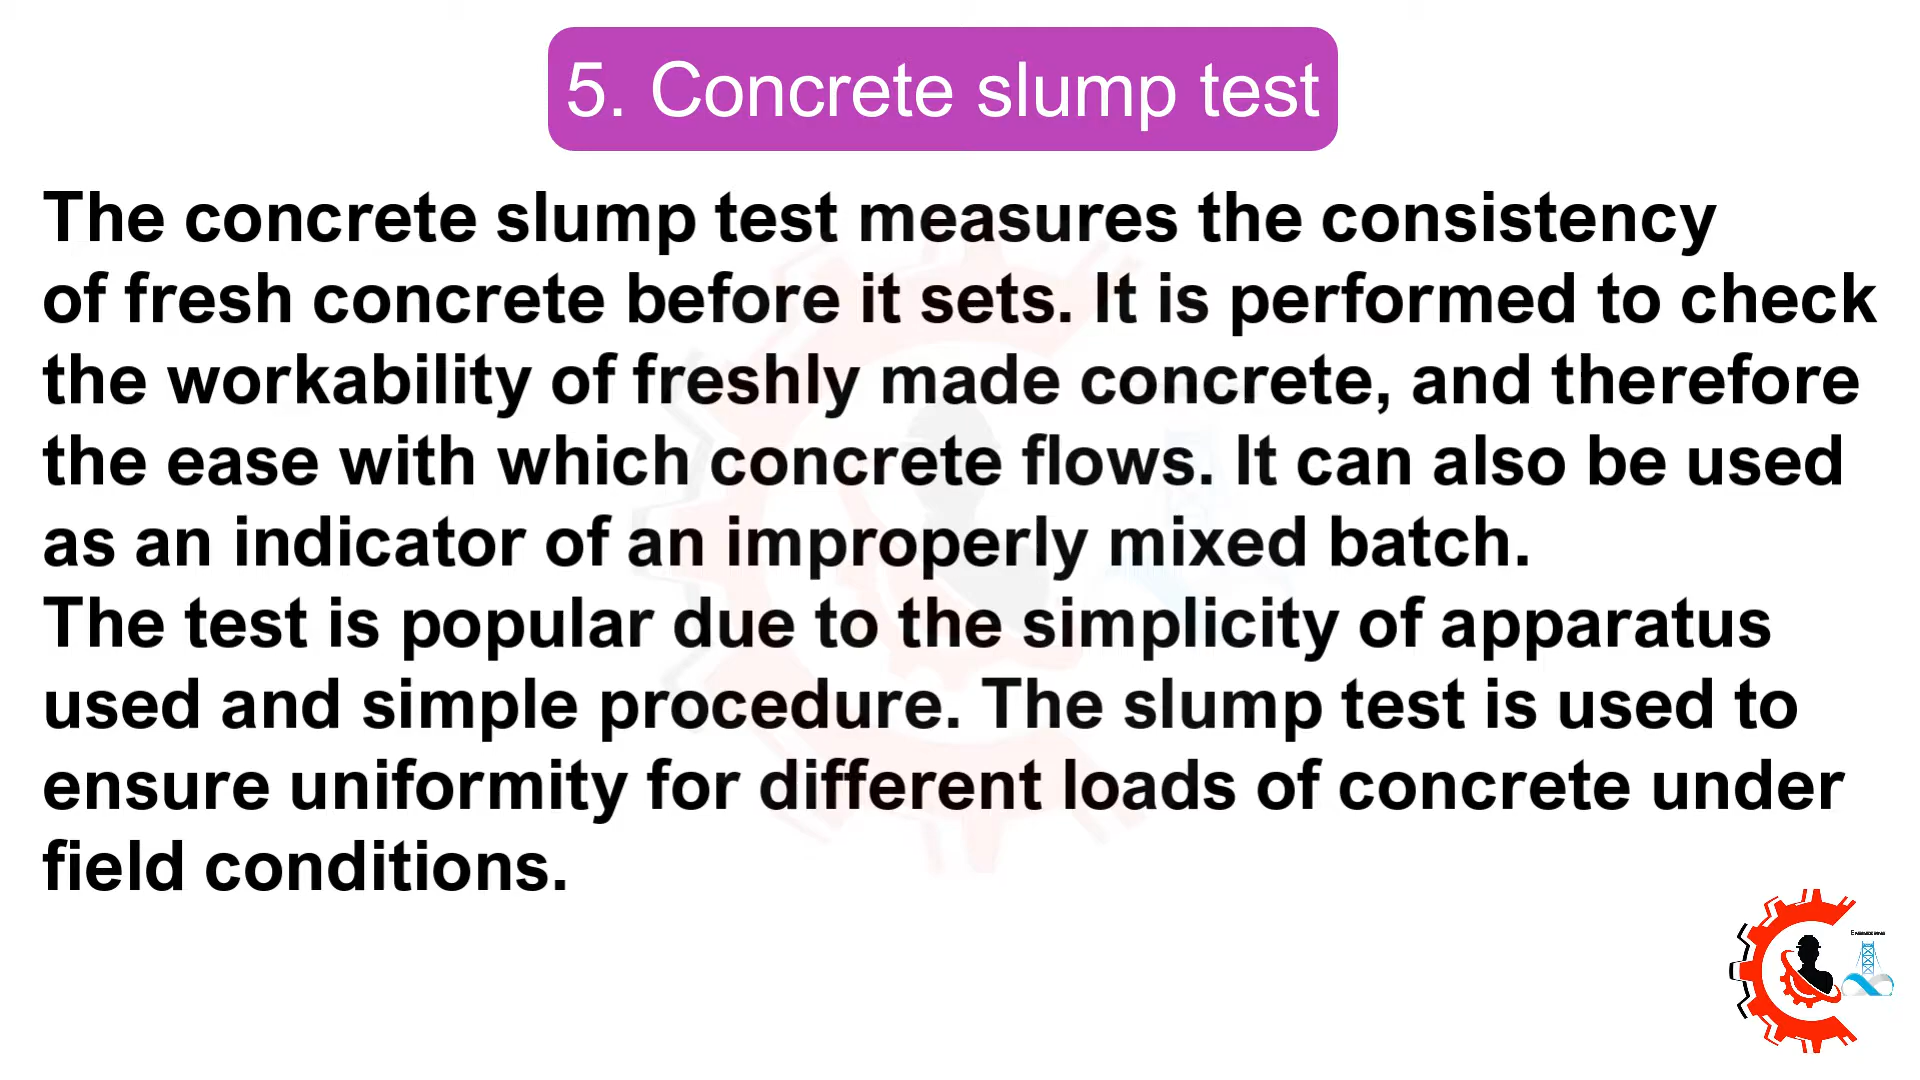 5. Concrete slump test
The concrete slump test measures the consistency
of fresh concrete before it sets. It is performed to check
the workability of freshly made concrete, and therefore
the ease with which concrete flows. It can also be used
as an indicator of an improperly mixed batch.
The test is popular due to the simplicity of apparatus
used and simple procedure. The slump test is used to
ensure uniformity for different loads of concrete under
field conditions.
Engineering